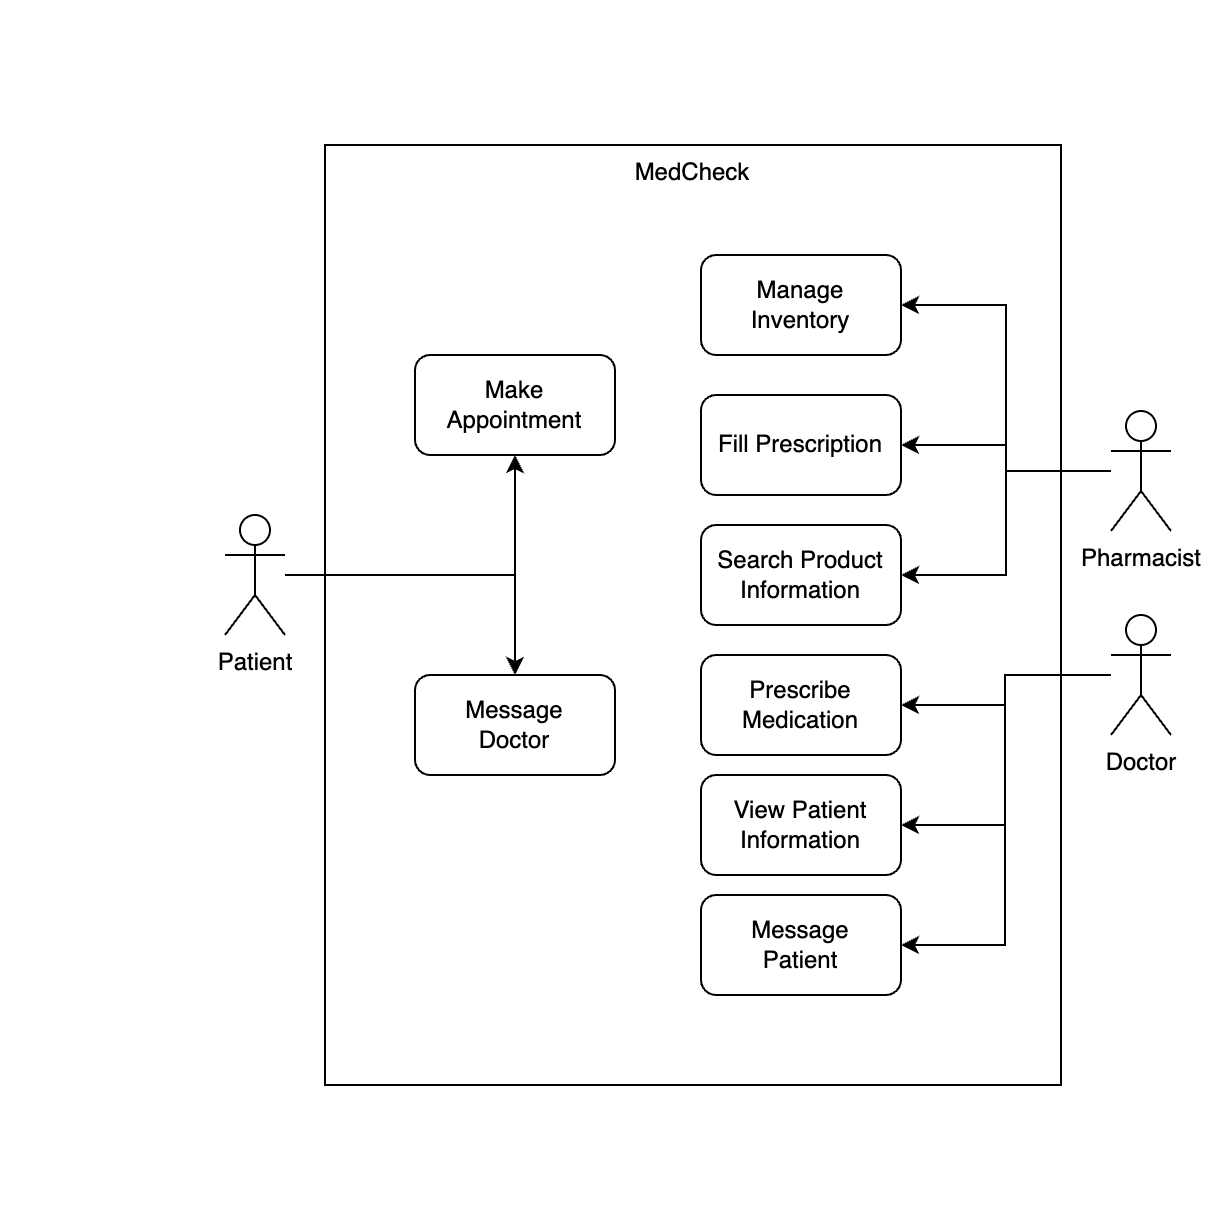 MedCheck
Manage
Inventory
Make
Appointment
Fill Prescription
Search Product
Information
Pharmacist
Patient
Prescribe
Medication
Message
Doctor
Doctor
View Patient
Information
Message
Patient